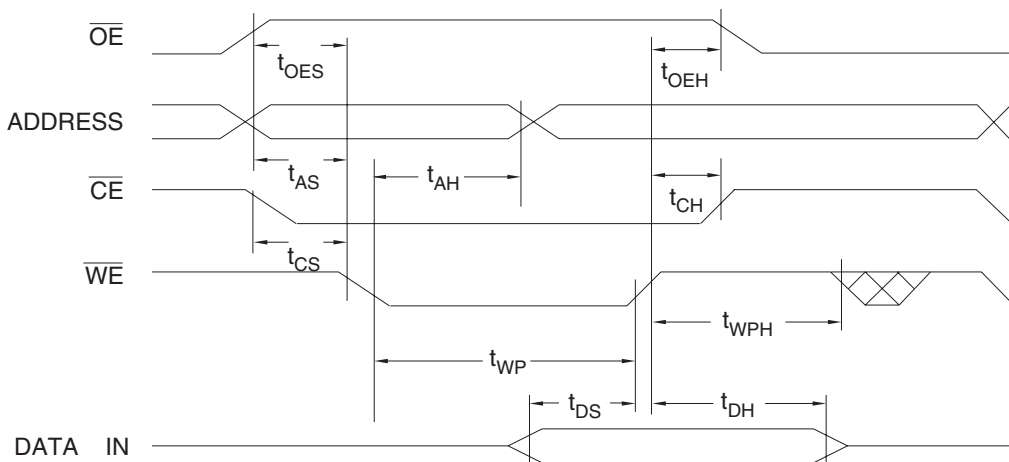 OE
tOES
tOEH
ADDRESS
tAS
tAH
CE
tCH
tCS
WE
tWPH
tWP
tDS
tDH
DATA IN